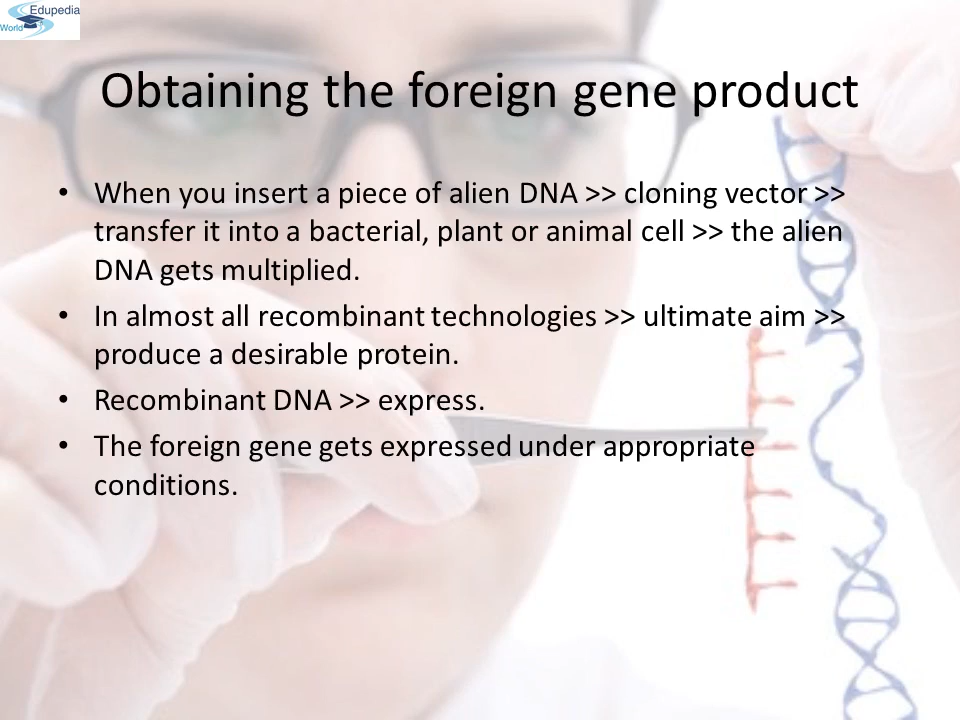 Edupedia
World
Obtaining the foreign gene product
• When you insert a piece of alien DNA >> cloning vector >>
transfer it into a bacterial, plant or animal cell >> the alien
DNA gets multiplied.
• In almost all recombinant technologies >> ultimate aim >>
produce a desirable protein.
• Recombinant DNA >> express.
• The foreign gene gets expressed under appropriate
conditions.